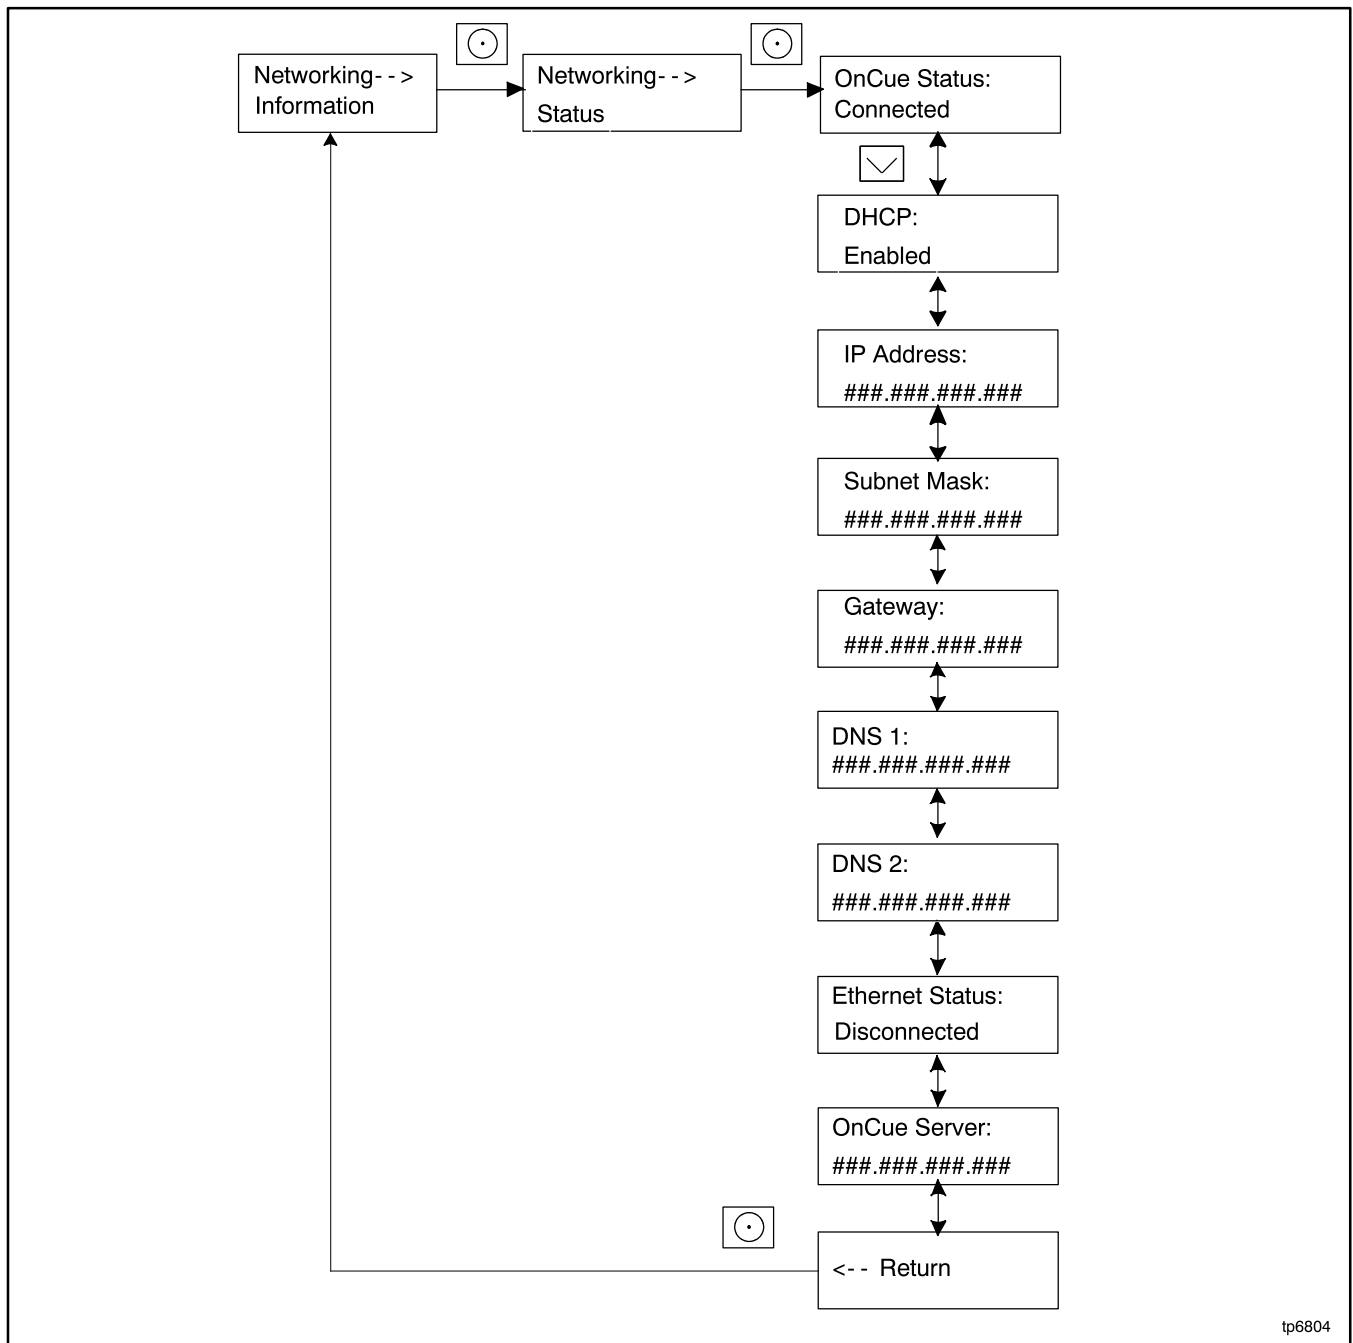 Networking-->
Information
Networking-->
Status
OnCue Status:
Connected
DHCP:
Enabled
IP Address:
###.###.###.###
Subnet Mask:
###.###.###.###
Gateway:
###.###.###.###
DNS 1:
###.###.###.###
DNS 2:
###.###.###.###
Ethernet Status:
Disconnected
OnCue Server:
###.###.###.###
<-- Return
tp6804